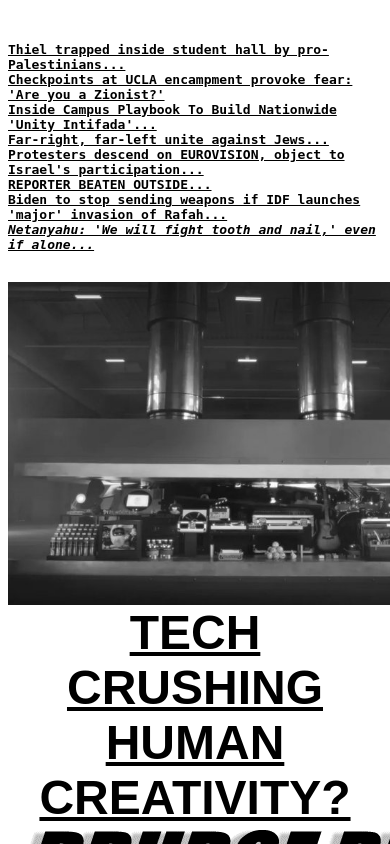 Thiel trapped inside student hall by pro-
Palestinians...
Checkpoints at UCLA encampment provoke fear:
'Are you a Zionist?'
Inside Campus Playbook To Build Nationwide
'Unity Intifada'...
Far-right, far-left unite against Jews...
Protesters descend on EUROVISION, object to
Israel's participation...
REPORTER BEATEN OUTSIDE...
Biden to stop sending weapons if IDF launches
'major' invasion of Rafah...
Netanyahu: 'We will fight tooth and nail,' even
if alone...
TECH
CRUSHING
HUMAN
CREATIVITY?